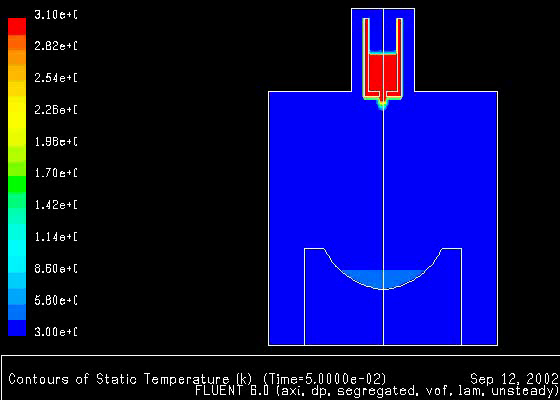 3.10e+0
2.82e+0
2.54e+0
2.26e+0
1.98e+0
1.70e+0
1.42e+0
1.14e+0
8.60e+0
5.80e+0
3.00e+0
Contours of Static Temperature (k) (Time=5.0000e-02)
Sep 12, 2002
FLUENT 6.0 (axi, dp, segregated, vof, lam, unsteady)